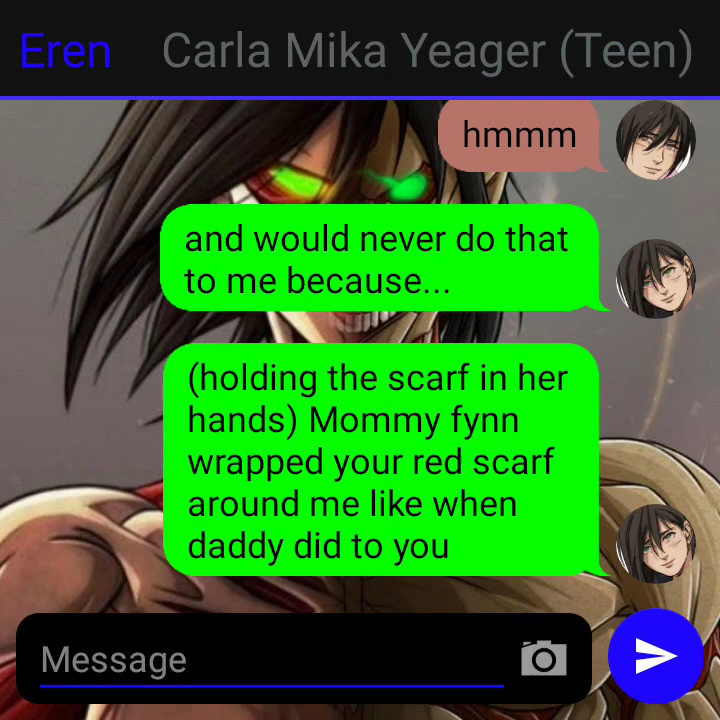 Eren Carla Mika Yeager (Teen)
hmmm
and would never do that
to me because...
(holding the scarf in her
hands) Mommy fynn
wrapped your red scarf
around me like when
daddy did to you
Message